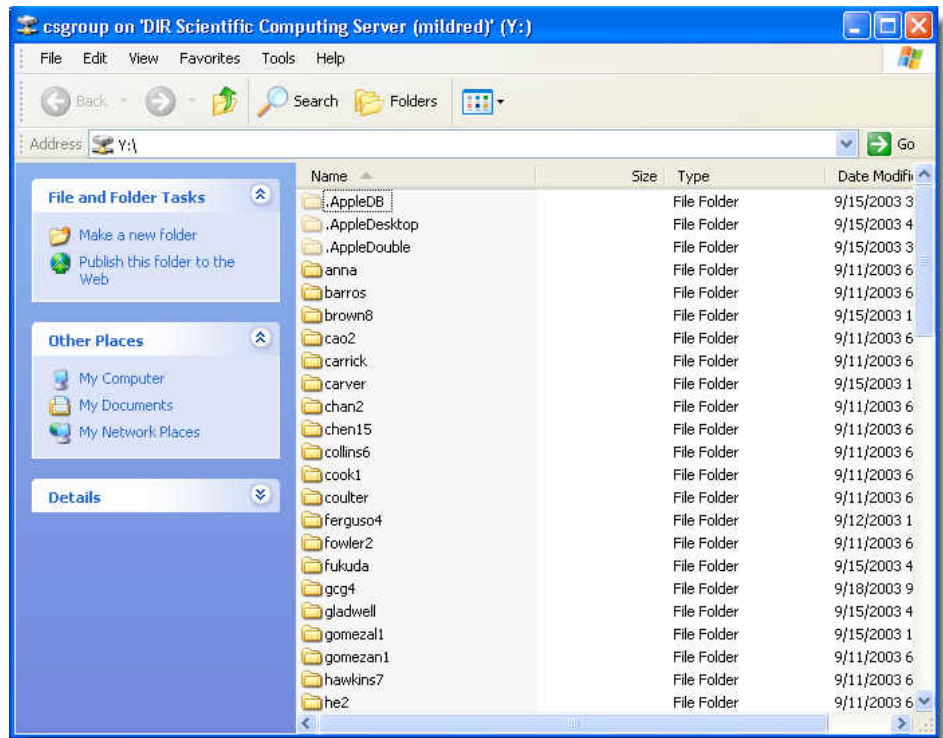 csgroup on 'DIR Scientific Computing Server (mildred)' (Y:)
File Edit View Favorites Tools Help
Back Search Folders
Address Y:\ Go
File and Folder Tasks
Make a new folder
Publish this folder to the
Web
Other Places
My Computer
My Documents
My Network Places
Details
Name Size Type Date Modifi
.AppleDB File Folder 9/15/2003 3
.AppleDesktop File Folder 9/15/2003 4
.AppleDouble File Folder 9/15/2003 3
anna File Folder 9/11/2003 6
barros File Folder 9/11/2003 6
brown8 File Folder 9/15/2003 1
cao2 File Folder 9/11/2003 6
carrick File Folder 9/11/2003 6
carver File Folder 9/15/2003 1
chan2 File Folder 9/11/2003 6
chen15 File Folder 9/11/2003 6
collins6 File Folder 9/11/2003 6
cook1 File Folder 9/11/2003 6
coulter File Folder 9/11/2003 6
ferguso4 File Folder 9/12/2003 1
fowler2 File Folder 9/11/2003 6
fukuda File Folder 9/15/2003 4
gcg4 File Folder 9/18/2003 9
gladwell File Folder 9/15/2003 4
gomezal1 File Folder 9/15/2003 1
gomezan1 File Folder 9/11/2003 6
hawkins7 File Folder 9/11/2003 6
he2 File Folder 9/11/2003 6